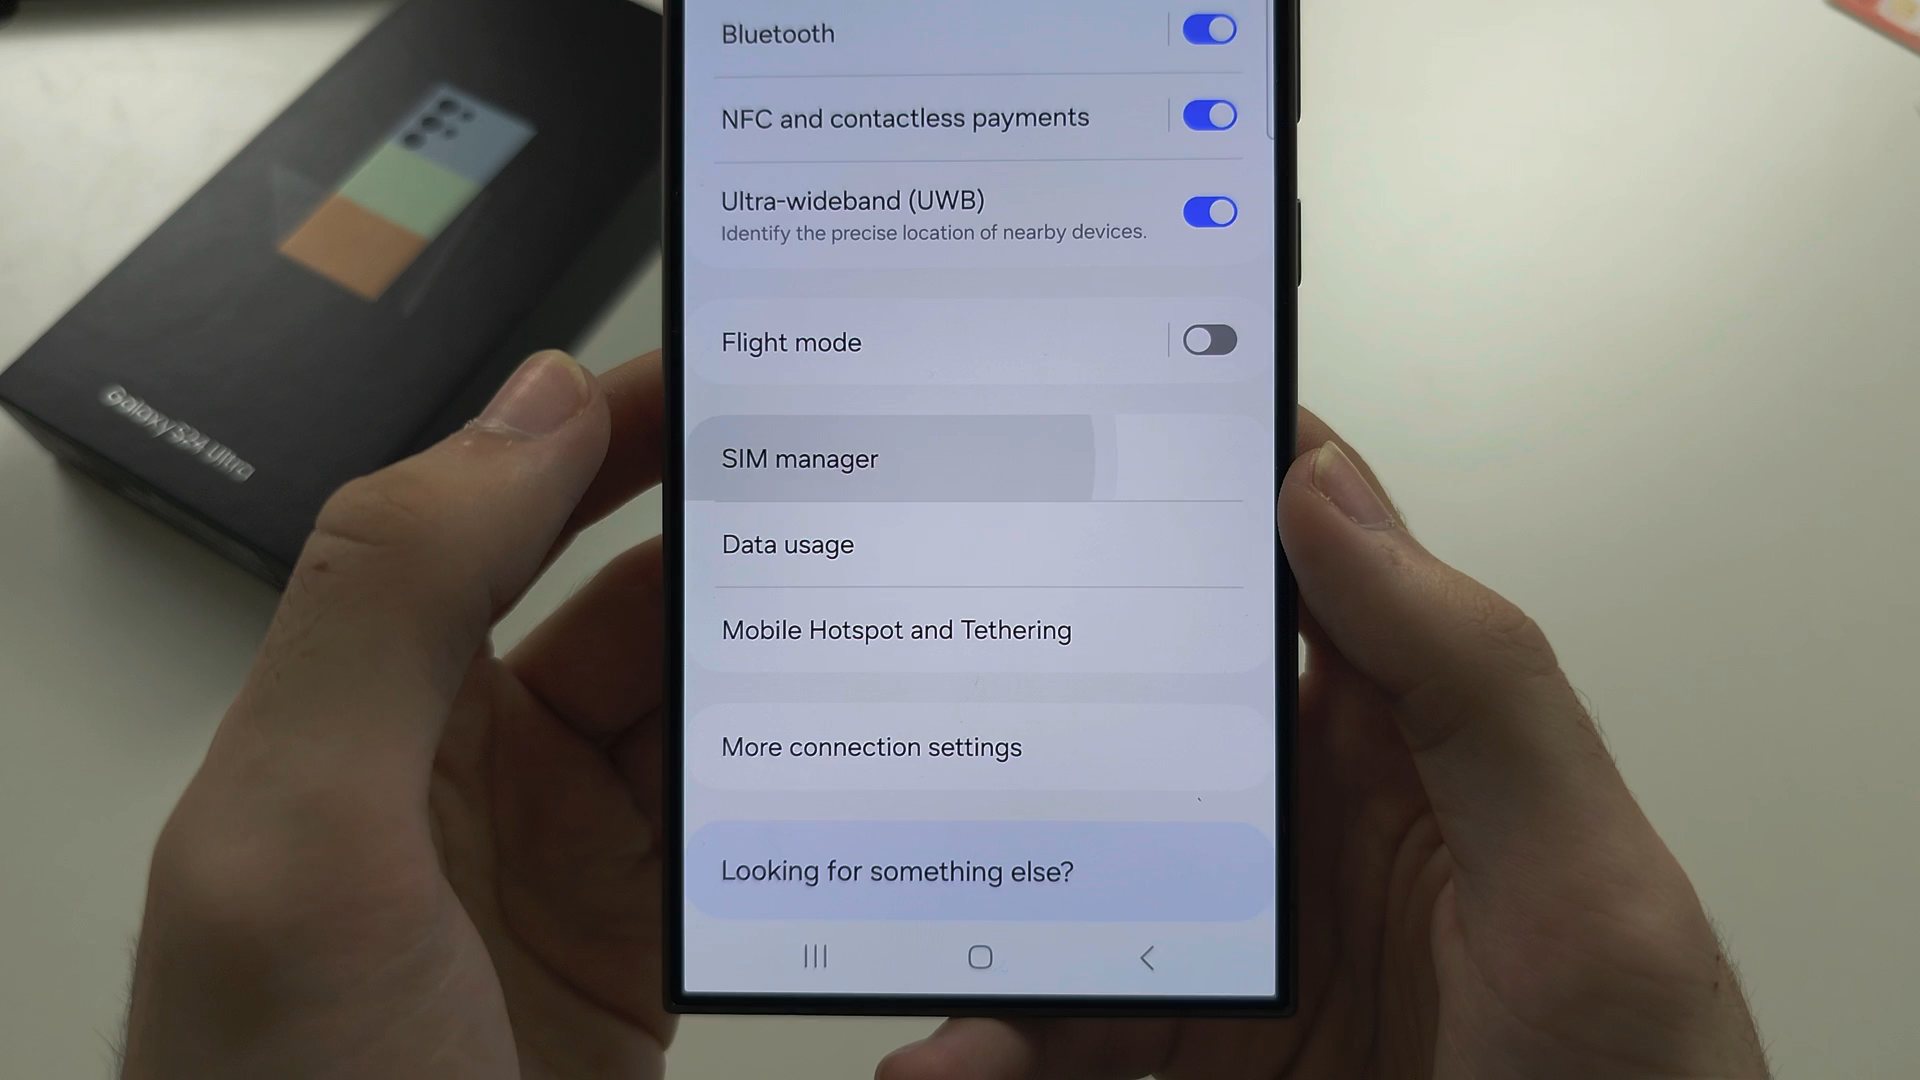 Bluetooth
NFC and contactless payments
Ultra-wideband (UWB)
Identify the precise location of nearby devices.
Flight mode
SIM manager
Data usage
Mobile Hotspot and Tethering
More connection settings
Looking for something else?
Galaxy S24 Ultra